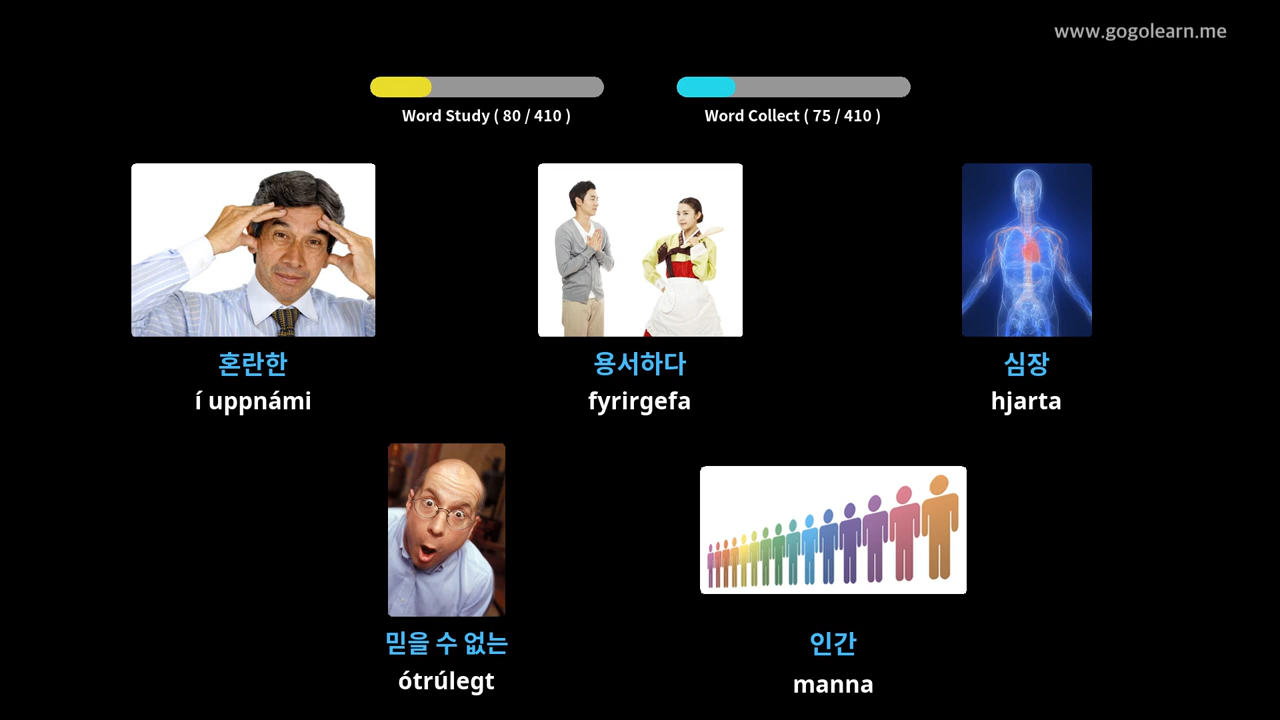 www.gogolearn.me
Word Study ( 80 / 410 )
Word Collect ( 75 / 410 )
혼란한
í uppnámi
용서하다
fyrirgefa
심장
hjarta
믿을 수 없는
ótrúlegt
인간
manna